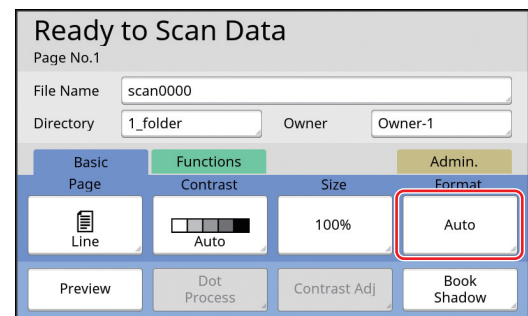 Ready to Scan Data
Page No.1
File Name scan0000
Directory 1_folder Owner Owner-1
Basic Functions Admin.
Page Contrast Size Format
Line Auto 100% Auto
Preview Dot Process Contrast Adj Book Shadow